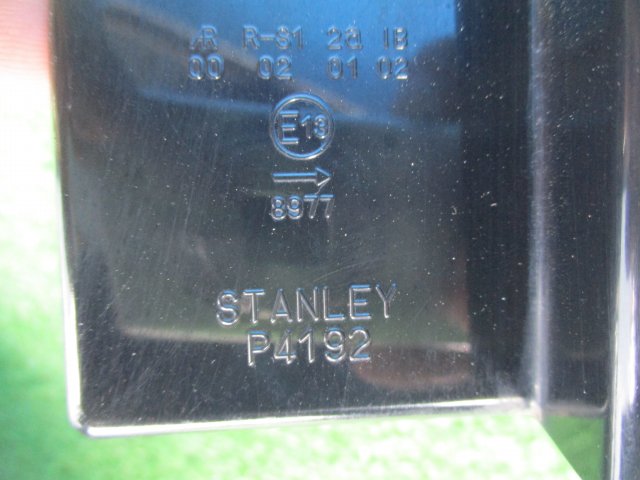 AR R-S1 2a IB
00 02 01 02
E13
→
8977
STANLEY
P4192